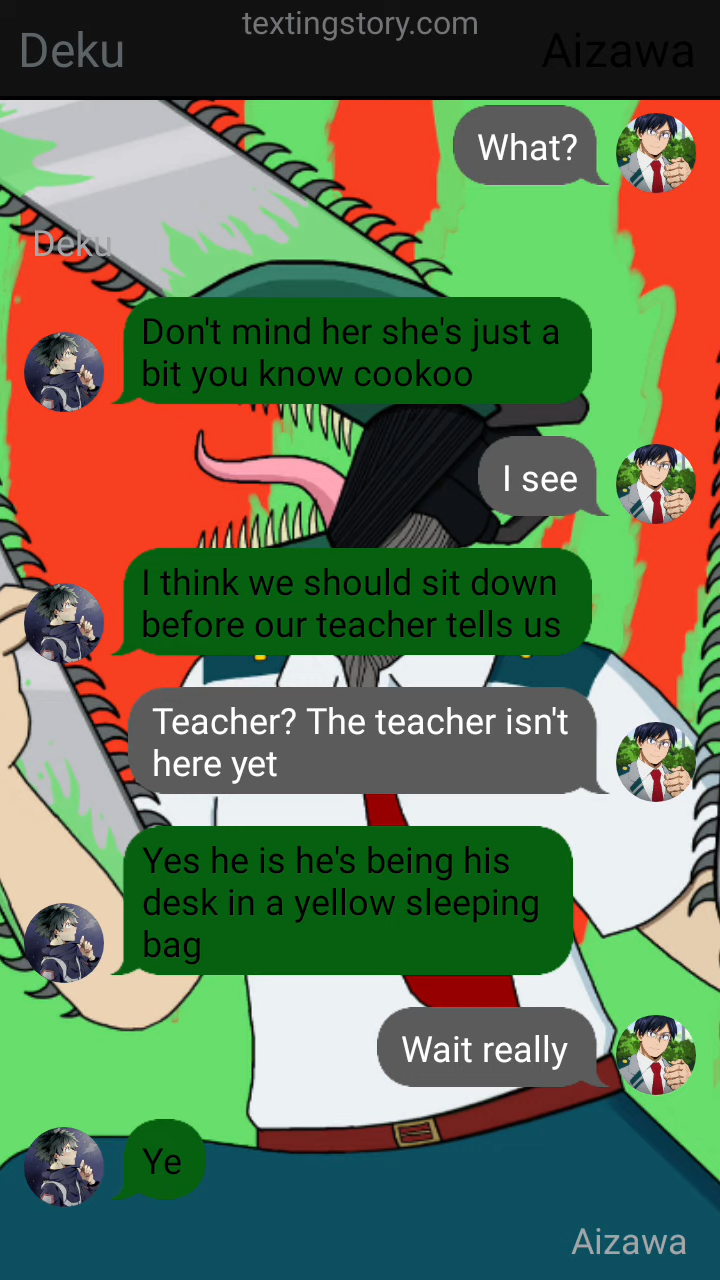 textingstory.com
Deku
Aizawa
What?
Deku
Don't mind her she's just a
bit you know cookoo
I see
I think we should sit down
before our teacher tells us
Teacher? The teacher isn't
here yet
Yes he is he's being his
desk in a yellow sleeping
bag
Wait really
Ye
Aizawa